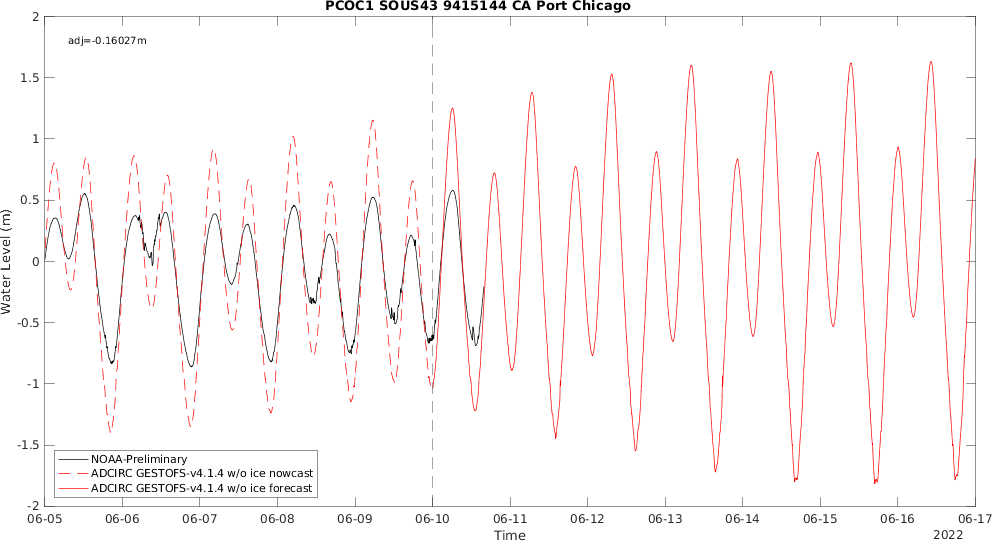 PCOC1 SOUS43 9415144 CA Port Chicago
adj=-0.16027m
2
1.5
1
0.5
0
-0.5
-1
-1.5
-2
Water Level (m)
NOAA-Preliminary
ADCIRC GESTOFS-v4.1.4 w/o ice nowcast
ADCIRC GESTOFS-v4.1.4 w/o ice forecast
06-05 06-06 06-07 06-08 06-09 06-10 06-11 06-12 06-13 06-14 06-15 06-16 06-17
Time
2022